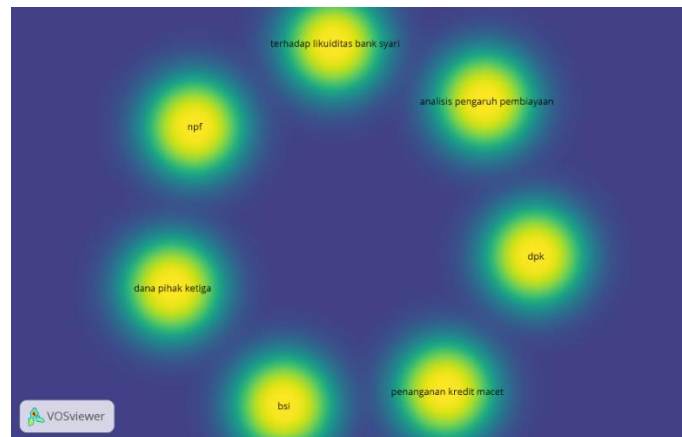 terhadap likuiditas bank syari
analisis pengaruh pembiayaan
npf
dpk
dana pihak ketiga
penanganan kredit macet
bsi
VOSviewer